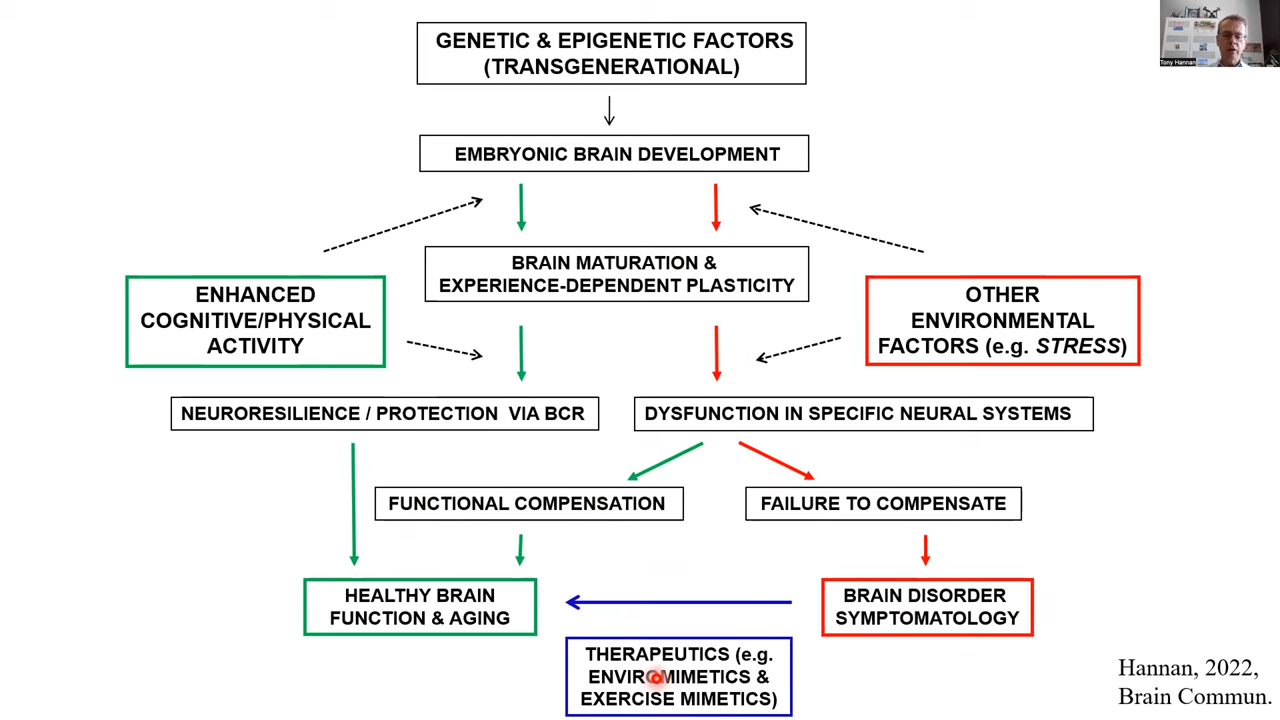 GENETIC & EPIGENETIC FACTORS
(TRANSGENERATIONAL)
Tony Hannan
EMBRYONIC BRAIN DEVELOPMENT
BRAIN MATURATION &
EXPERIENCE-DEPENDENT PLASTICITY
ENHANCED
COGNITIVE/PHYSICAL
ACTIVITY
OTHER
ENVIRONMENTAL
FACTORS (e.g. STRESS)
NEURORESILIENCE / PROTECTION VIA BCR
DYSFUNCTION IN SPECIFIC NEURAL SYSTEMS
FUNCTIONAL COMPENSATION
FAILURE TO COMPENSATE
HEALTHY BRAIN
FUNCTION & AGING
BRAIN DISORDER
SYMPTOMATOLOGY
THERAPEUTICS (e.g.
ENVIROMIMETICS &
EXERCISE MIMETICS)
Hannan, 2022,
Brain Commun.